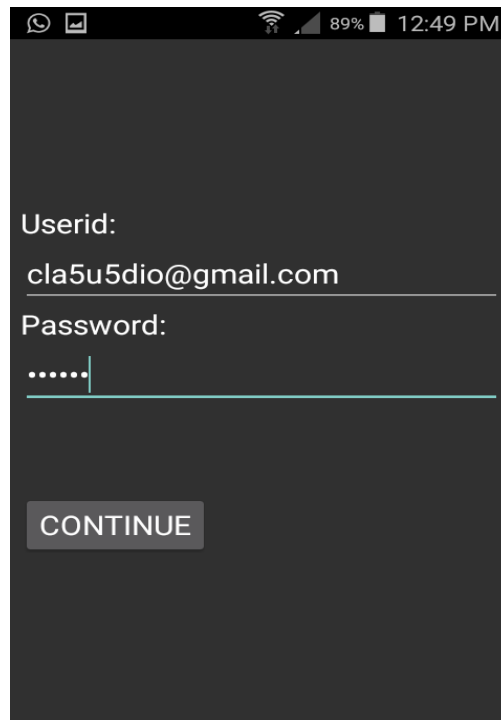 89% 12:49 PM
Userid:
cla5u5dio@gmail.com
Password:
••••••
CONTINUE